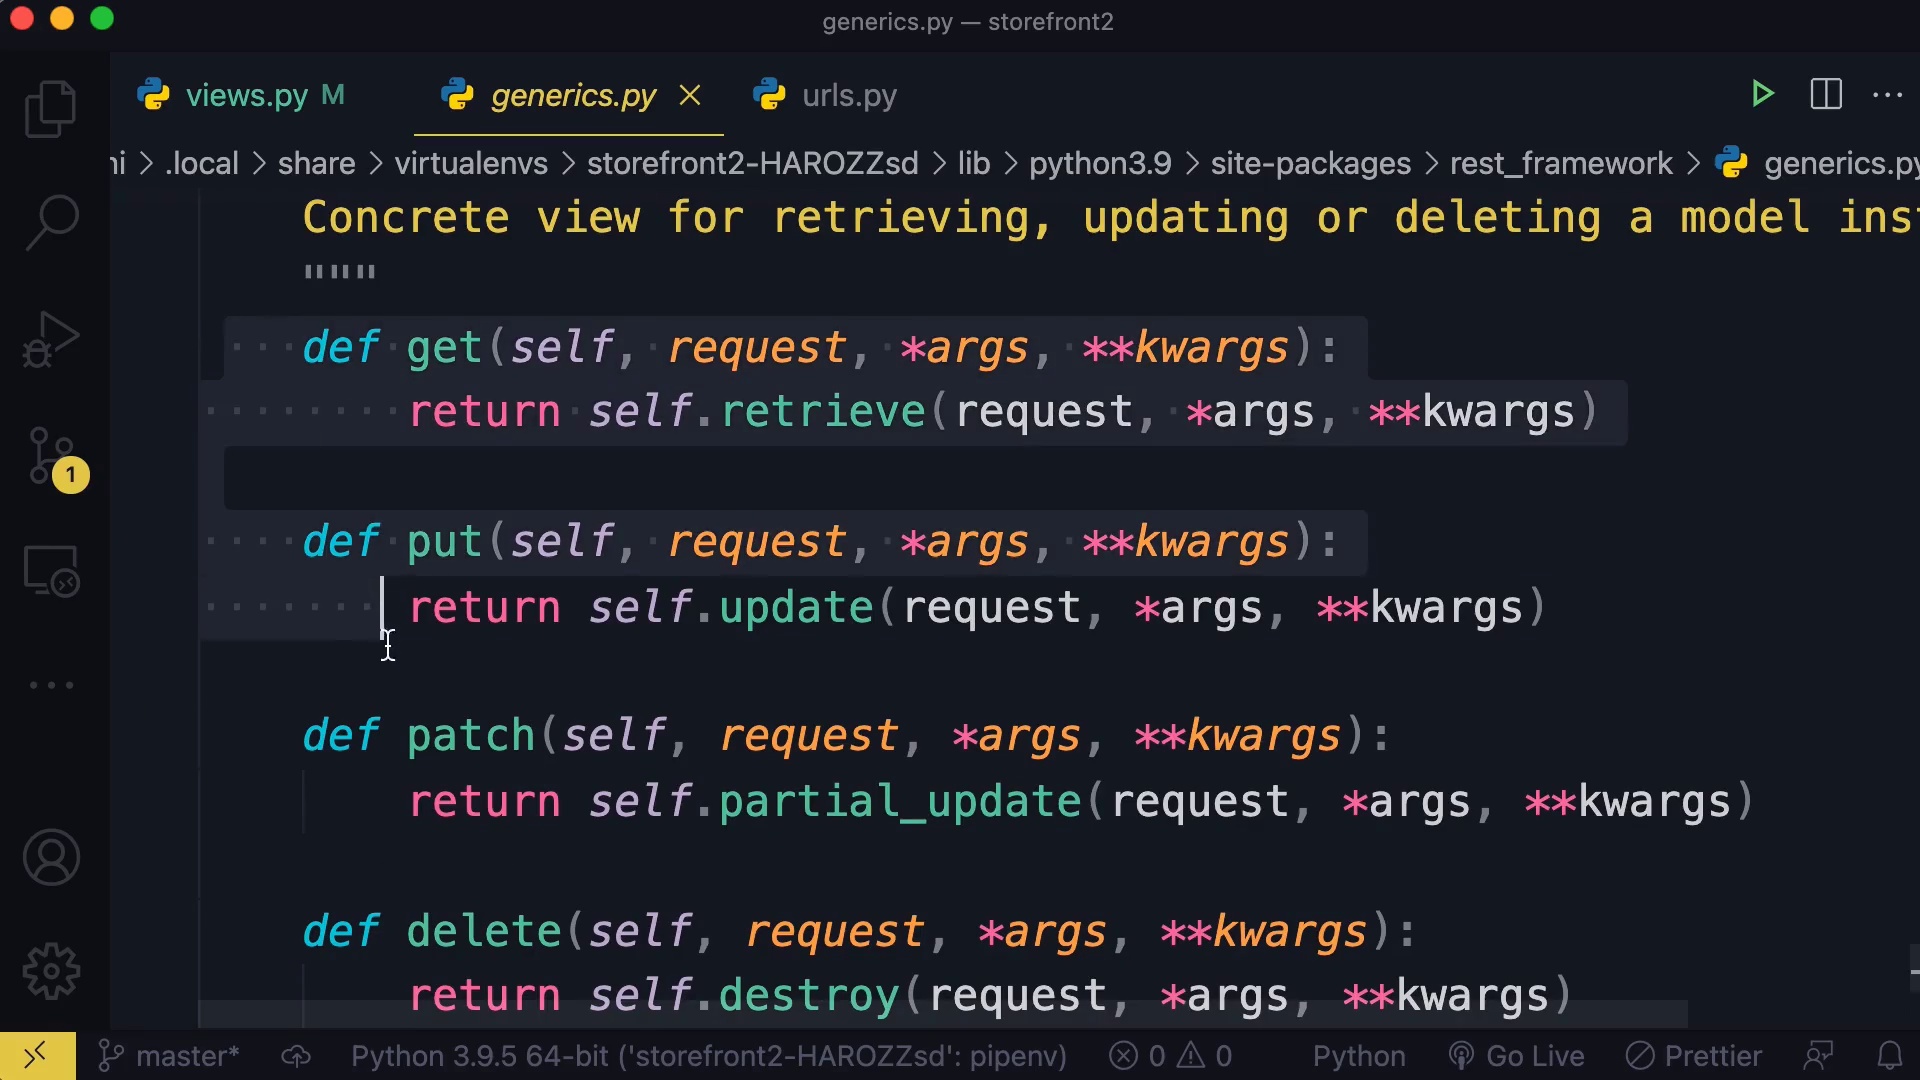 generics.py — storefront2
views.py M
generics.py
urls.py
.local > share > virtualenvs > storefront2-HAROZZsd > lib > python3.9 > site-packages > rest_framework > generics.py
Concrete view for retrieving, updating or deleting a model
"""
def get(self, request, *args, **kwargs):
return self.retrieve(request, *args, **kwargs)
def put(self, request, *args, **kwargs):
return self.update(request, *args, **kwargs)
def patch(self, request, *args, **kwargs):
return self.partial_update(request, *args, **kwargs)
def delete(self, request, *args, **kwargs):
return self.destroy(request, *args, **kwargs)
1
master* Python 3.9.5 64-bit ('storefront2-HAROZZsd': pipenv) 0 0 Python Go Live Prettier